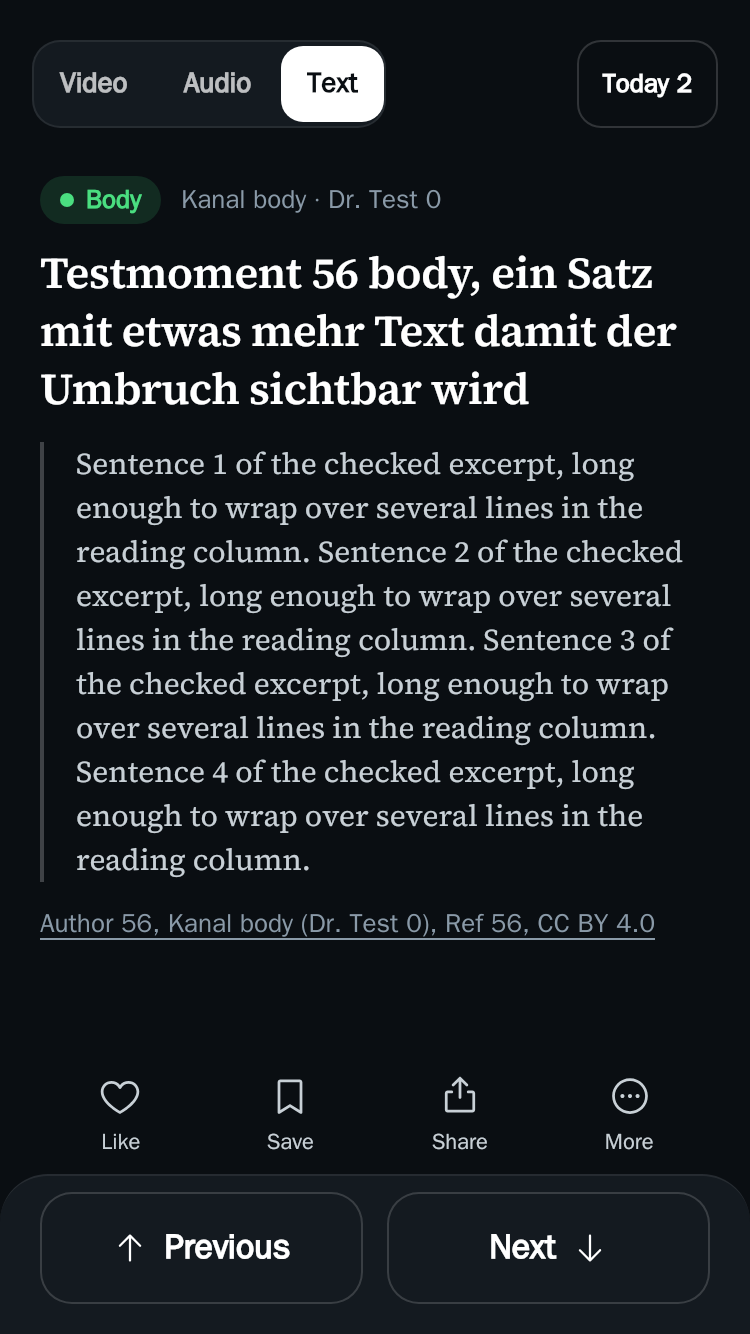 Video Audio Text Today 2
Body Kanal body · Dr. Test 0
Testmoment 56 body, ein Satz
mit etwas mehr Text damit der
Umbruch sichtbar wird
Sentence 1 of the checked excerpt, long
enough to wrap over several lines in the
reading column. Sentence 2 of the checked
excerpt, long enough to wrap over several
lines in the reading column. Sentence 3 of
the checked excerpt, long enough to wrap
over several lines in the reading column.
Sentence 4 of the checked excerpt, long
enough to wrap over several lines in the
reading column.
Author 56, Kanal body (Dr. Test 0), Ref 56, CC BY 4.0
Like Save Share More
Previous Next